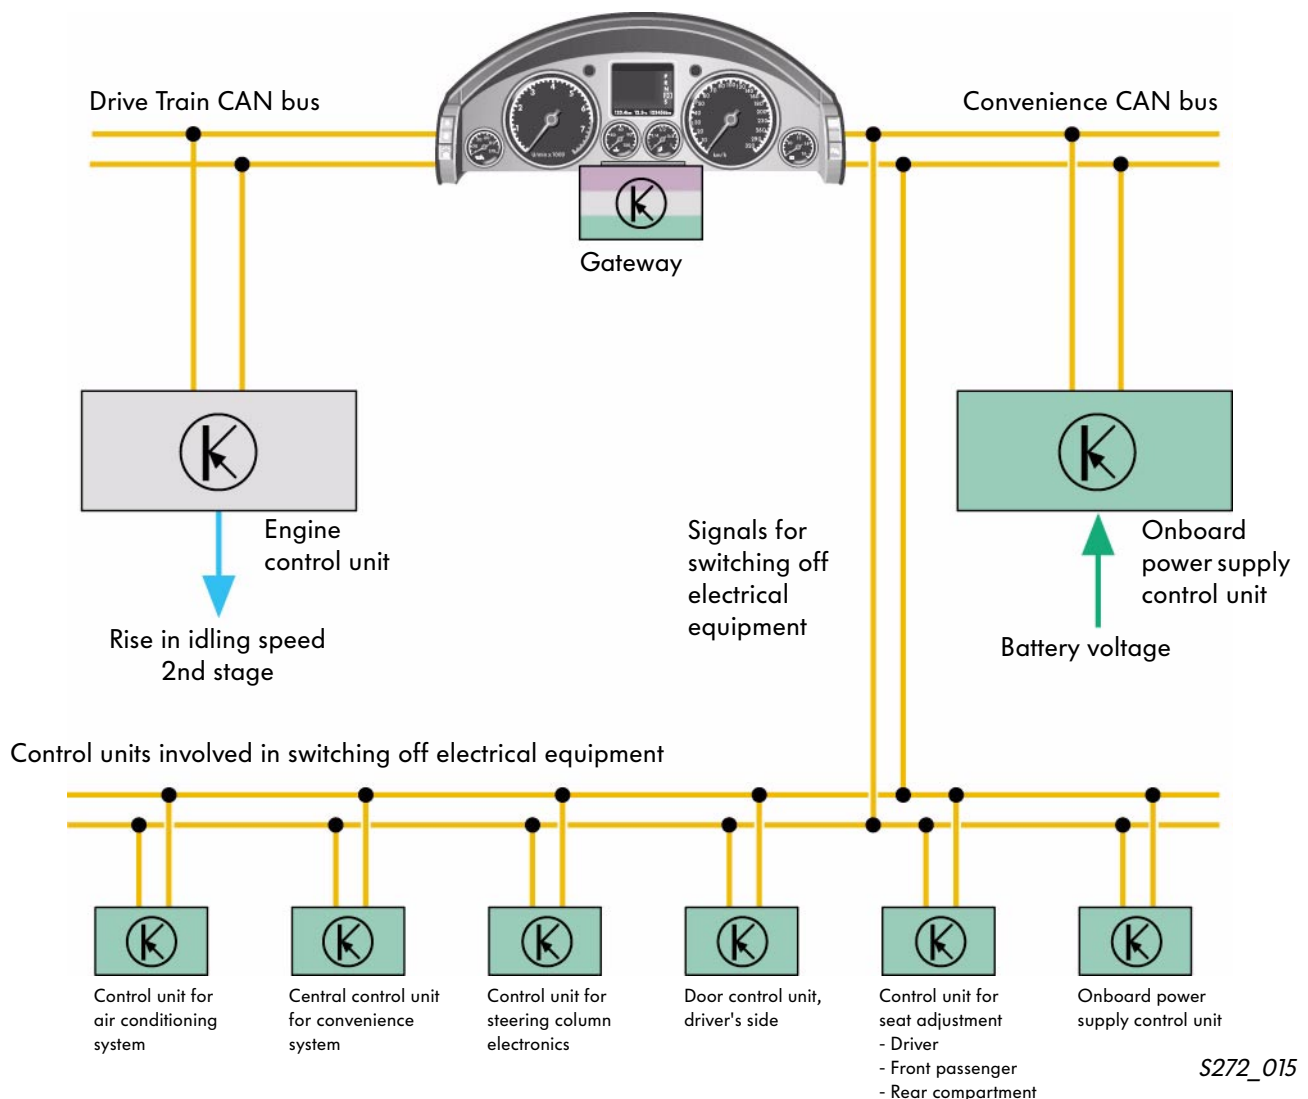 Drive Train CAN bus
Convenience CAN bus
Gateway
Engine
control unit
Rise in idling speed
2nd stage
Signals for
switching off
electrical
equipment
Onboard
power supply
control unit
Battery voltage
Control units involved in switching off electrical equipment
Control unit for
air conditioning
system
Central control unit
for convenience
system
Control unit for
steering column
electronics
Door control unit,
driver's side
Control unit for
seat adjustment
- Driver
- Front passenger
- Rear compartment
Onboard power
supply control unit
S272_015